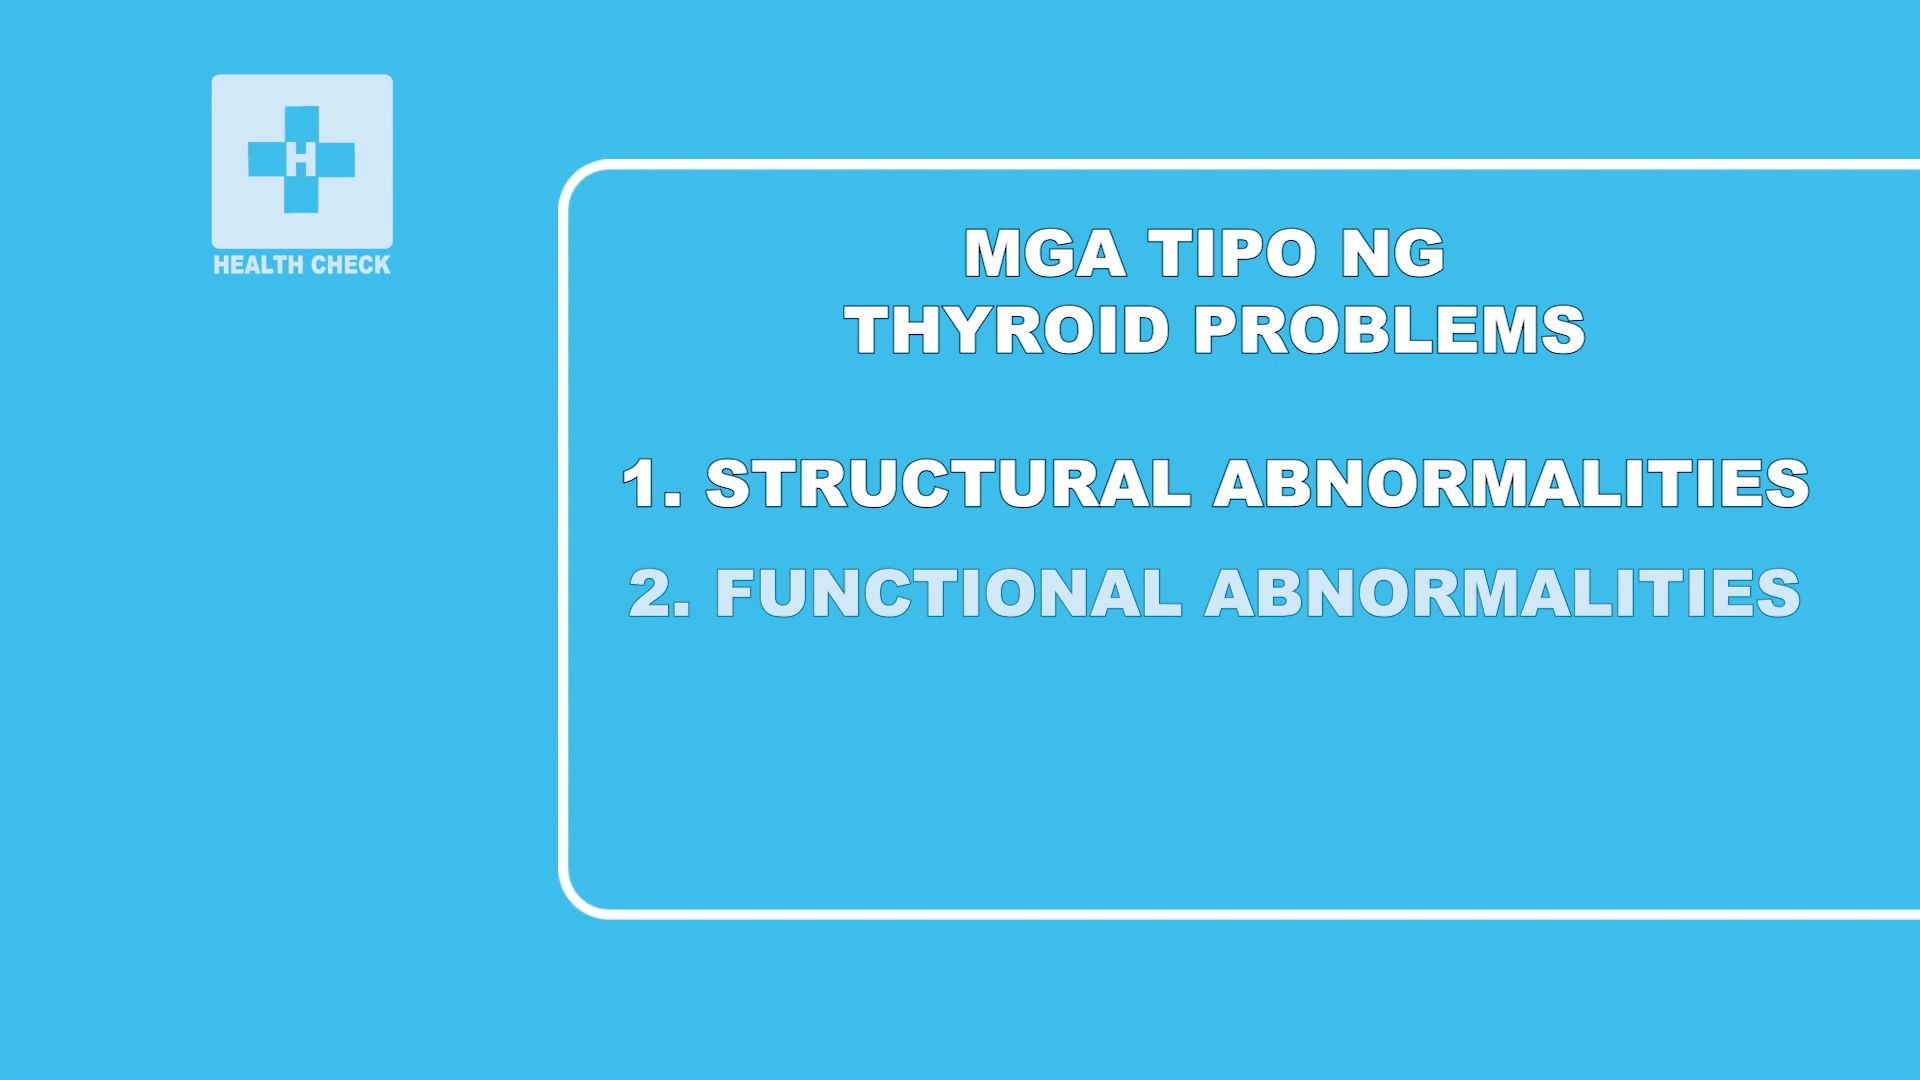 H
HEALTH CHECK
MGA TIPO NG
THYROID PROBLEMS
1. STRUCTURAL ABNORMALITIES
2. FUNCTIONAL ABNORMALITIES